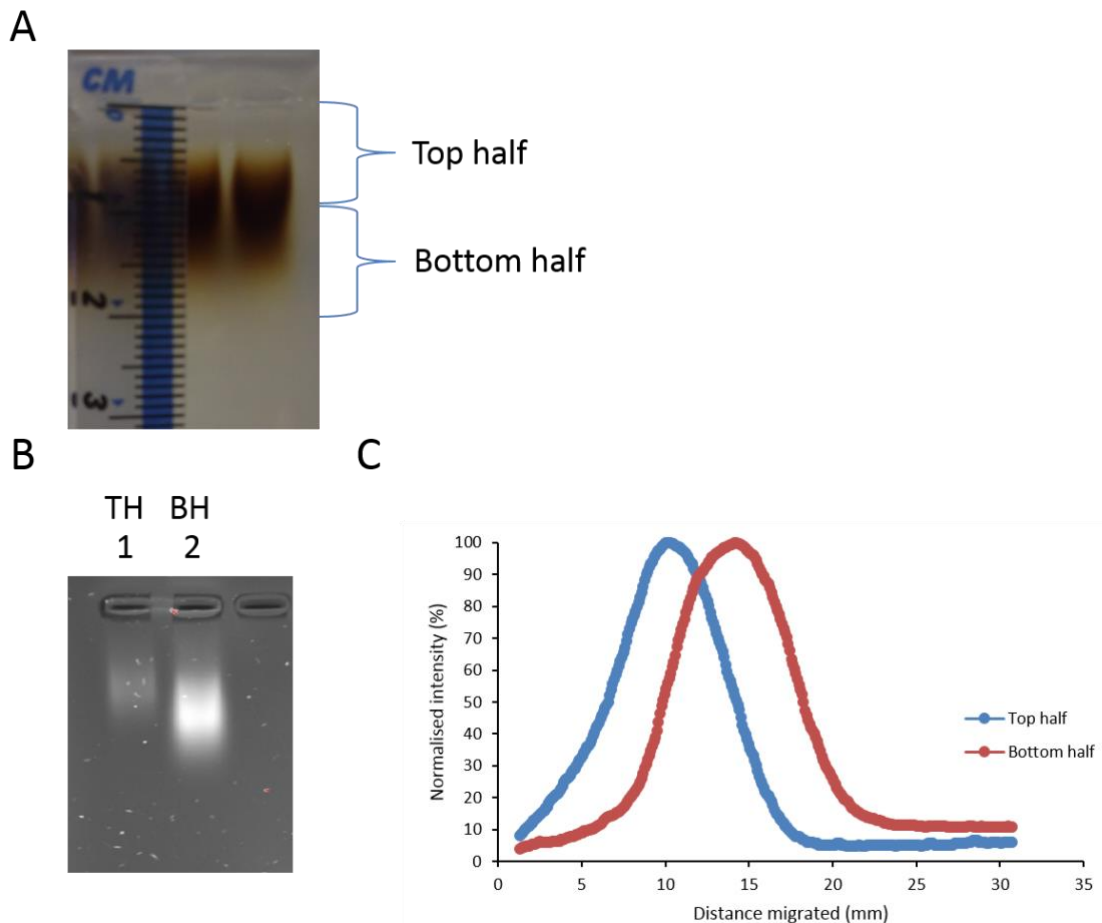 A
CM
0
1
2
3
Top half
Bottom half
B
C
TH BH
1 2
Normalised intensity (%)
100
90
80
70
60
50
40
30
20
10
0
0 5 10 15 20 25 30 35
Distance migrated (mm)
Top half
Bottom half